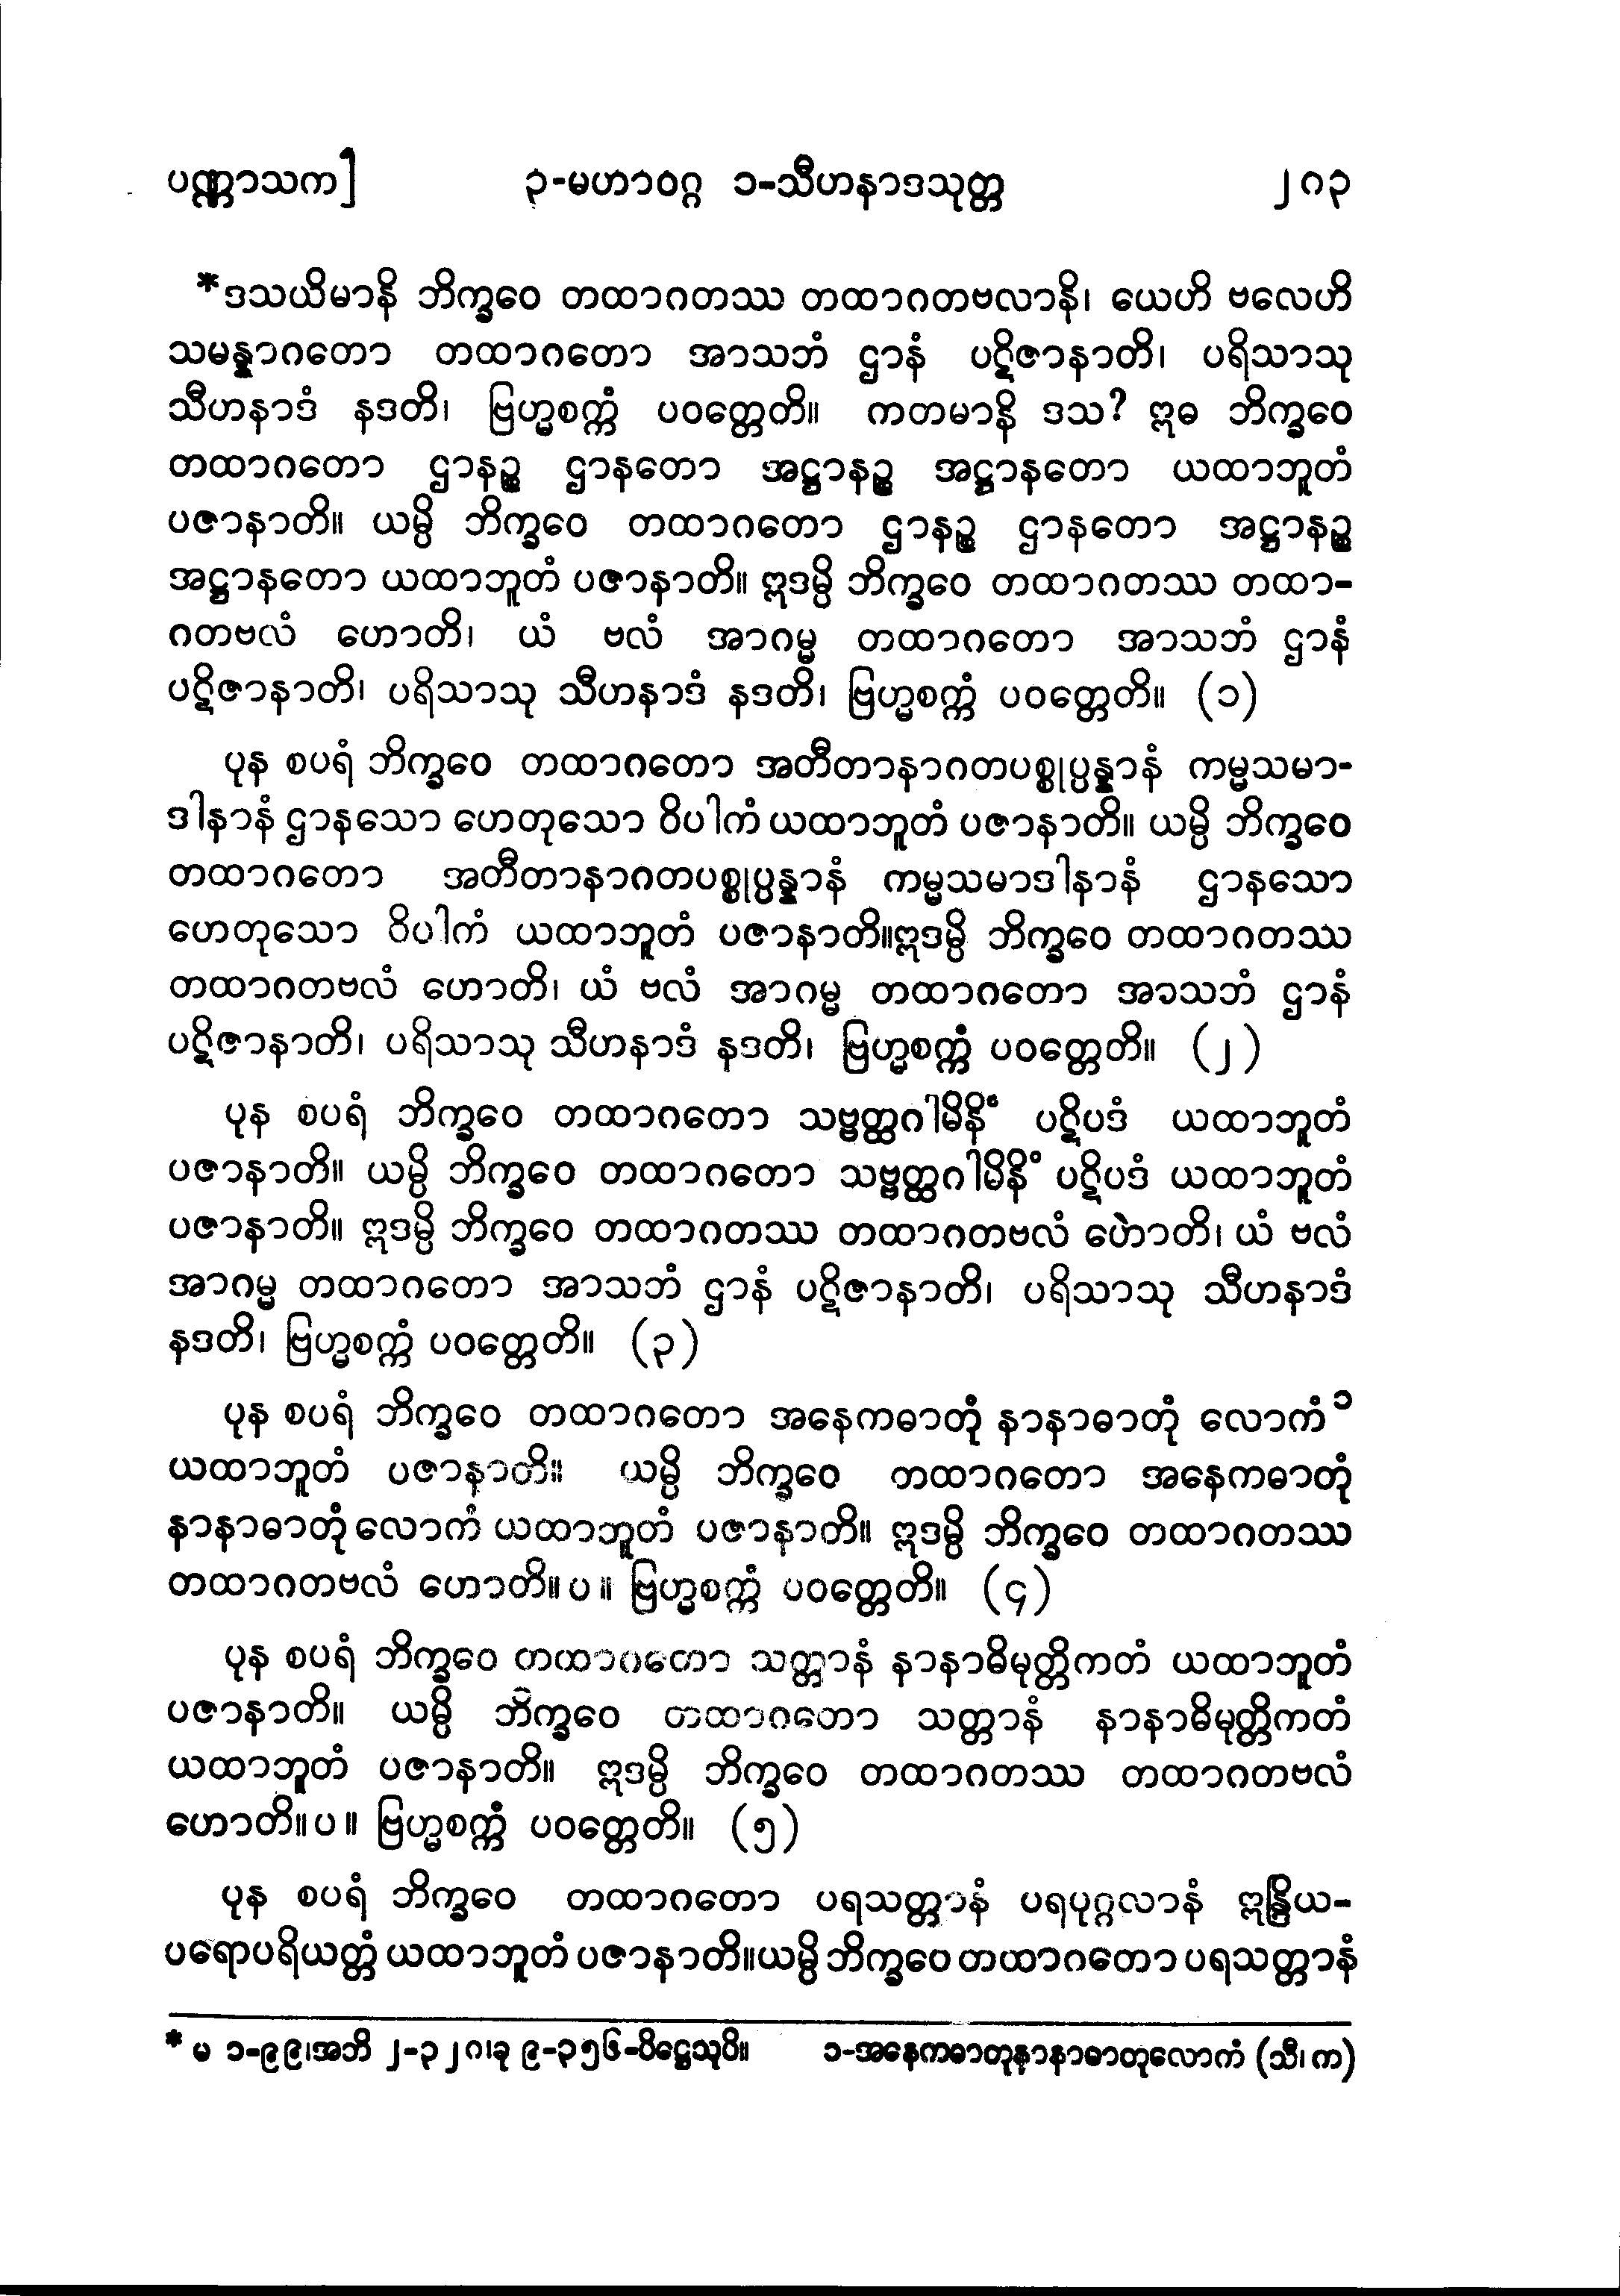 ပဏ္ဏာသက] ၃-မဟာဝဂ္ဂ ၁-သီဟနာဒသုတ္တ ၂၈၃
*ဒသယိမာနိ ဘိက္ခဝေ တထာဂတဿ တထာဂတဗလာနိ၊ ယေဟိ ဗလေဟိ
သမန္နာဂတော တထာဂတော အာသဘံ ဌာနံ ပဋိဇာနာတိ၊ ပရိသာသု
သီဟနာဒံ နဒတိ၊ ဗြဟ္မစက္ကံ ပဝတ္တေတိ။ ကတမာနိ ဒသ? ဣဓ ဘိက္ခဝေ
တထာဂတော ဌာနဉ္စ ဌာနတော အဋ္ဌာနဉ္စ အဋ္ဌာနတော ယထာဘူတံ
ပဇာနာတိ။ ယမ္ပိ ဘိက္ခဝေ တထာဂတော ဌာနဉ္စ ဌာနတော အဋ္ဌာနဉ္စ
အဋ္ဌာနတော ယထာဘူတံ ပဇာနာတိ။ ဣဒမ္ပိ ဘိက္ခဝေ တထာဂတဿ တထာ-
ဂတဗလံ ဟောတိ၊ ယံ ဗလံ အာဂမ္မ တထာဂတော အာသဘံ ဌာနံ
ပဋိဇာနာတိ၊ ပရိသာသု သီဟနာဒံ နဒတိ၊ ဗြဟ္မစက္ကံ ပဝတ္တေတိ။ (၁)
ပုန စပရံ ဘိက္ခဝေ တထာဂတော အတီတာနာဂတပစ္စုပ္ပန္နာနံ ကမ္မသမာ-
ဒါနာနံ ဌာနသော ဟေတုသော ဝိပါကံ ယထာဘူတံ ပဇာနာတိ။ ယမ္ပိ ဘိက္ခဝေ
တထာဂတော အတီတာနာဂတပစ္စုပ္ပန္နာနံ ကမ္မသမာဒါနာနံ ဌာနသော
ဟေတုသော ဝိပါကံ ယထာဘူတံ ပဇာနာတိ။ဣဒမ္ပိ ဘိက္ခဝေ တထာဂတဿ
တထာဂတဗလံ ဟောတိ၊ ယံ ဗလံ အာဂမ္မ တထာဂတော အာသဘံ ဌာနံ
ပဋိဇာနာတိ၊ ပရိသာသု သီဟနာဒံ နဒတိ၊ ဗြဟ္မစက္ကံ ပဝတ္တေတိ။ (၂)
ပုန စပရံ ဘိက္ခဝေ တထာဂတော သဗ္ဗတ္ထဂါမိနိံ ပဋိပဒံ ယထာဘူတံ
ပဇာနာတိ။ ယမ္ပိ ဘိက္ခဝေ တထာဂတော သဗ္ဗတ္ထဂါမိနိံ ပဋိပဒံ ယထာဘူတံ
ပဇာနာတိ။ ဣဒမ္ပိ ဘိက္ခဝေ တထာဂတဿ တထာဂတဗလံ ဟောတိ၊ ယံ ဗလံ
အာဂမ္မ တထာဂတော အာသဘံ ဌာနံ ပဋိဇာနာတိ၊ ပရိသာသု သီဟနာဒံ
နဒတိ၊ ဗြဟ္မစက္ကံ ပဝတ္တေတိ။ (၃)
ပုန စပရံ ဘိက္ခဝေ တထာဂတော အနေကဓာတုံ နာနာဓာတုံ လောကံ ၁
ယထာဘူတံ ပဇာနာတိ။ ယမ္ပိ ဘိက္ခဝေ တထာဂတော အနေကဓာတုံ
နာနာဓာတုံ လောကံ ယထာဘူတံ ပဇာနာတိ။ ဣဒမ္ပိ ဘိက္ခဝေ တထာဂတဿ
တထာဂတဗလံ ဟောတိ။ပ။ ဗြဟ္မစက္ကံ ပဝတ္တေတိ။ (၄)
ပုန စပရံ ဘိက္ခဝေ တထာဂတော သတ္တာနံ နာနာဓိမုတ္တိကတံ ယထာဘူတံ
ပဇာနာတိ။ ယမ္ပိ ဘိက္ခဝေ တထာဂတော သတ္တာနံ နာနာဓိမုတ္တိကတံ
ယထာဘူတံ ပဇာနာတိ။ ဣဒမ္ပိ ဘိက္ခဝေ တထာဂတဿ တထာဂတဗလံ
ဟောတိ။ပ။ ဗြဟ္မစက္ကံ ပဝတ္တေတိ။ (၅)
ပုန စပရံ ဘိက္ခဝေ တထာဂတော ပရသတ္တာနံ ပရပုဂ္ဂလာနံ ဣန္ဒြိယ-
ပရောပရိယတ္တံ ယထာဘူတံ ပဇာနာတိ။ယမ္ပိ ဘိက္ခဝေ တထာဂတော ပရသတ္တာနံ
* မ ၁-၉၉၊အဘိ ၂-၃၂၈၊ခု ၉-၃၅၆-ပိဋ္ဌေသုပိ။ ၁-အနေကဓာတုနာနာဓာတုလောကံ (သီ၊ က)